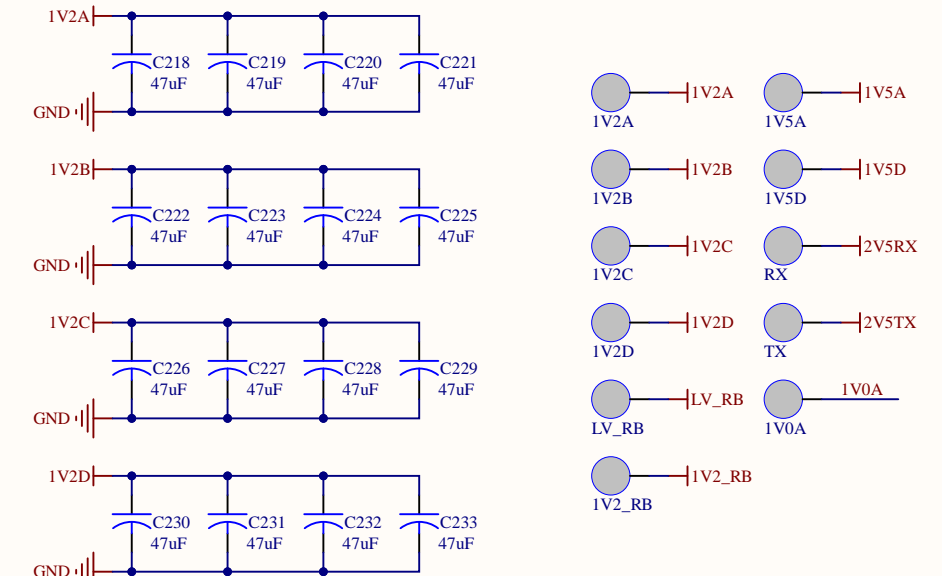 1V2A
C218 C219 C220 C221
47uF 47uF 47uF 47uF
GND
1V2B
C222 C223 C224 C225
47uF 47uF 47uF 47uF
GND
1V2C
C226 C227 C228 C229
47uF 47uF 47uF 47uF
GND
1V2D
C230 C231 C232 C233
47uF 47uF 47uF 47uF
GND
1V2A 1V5A
1V2A 1V5A
1V2B 1V5D
1V2B 1V5D
1V2C 2V5RX
1V2C RX
1V2D 2V5TX
1V2D TX
LV_RB 1V0A
LV_RB 1V0A
1V2_RB
1V2_RB